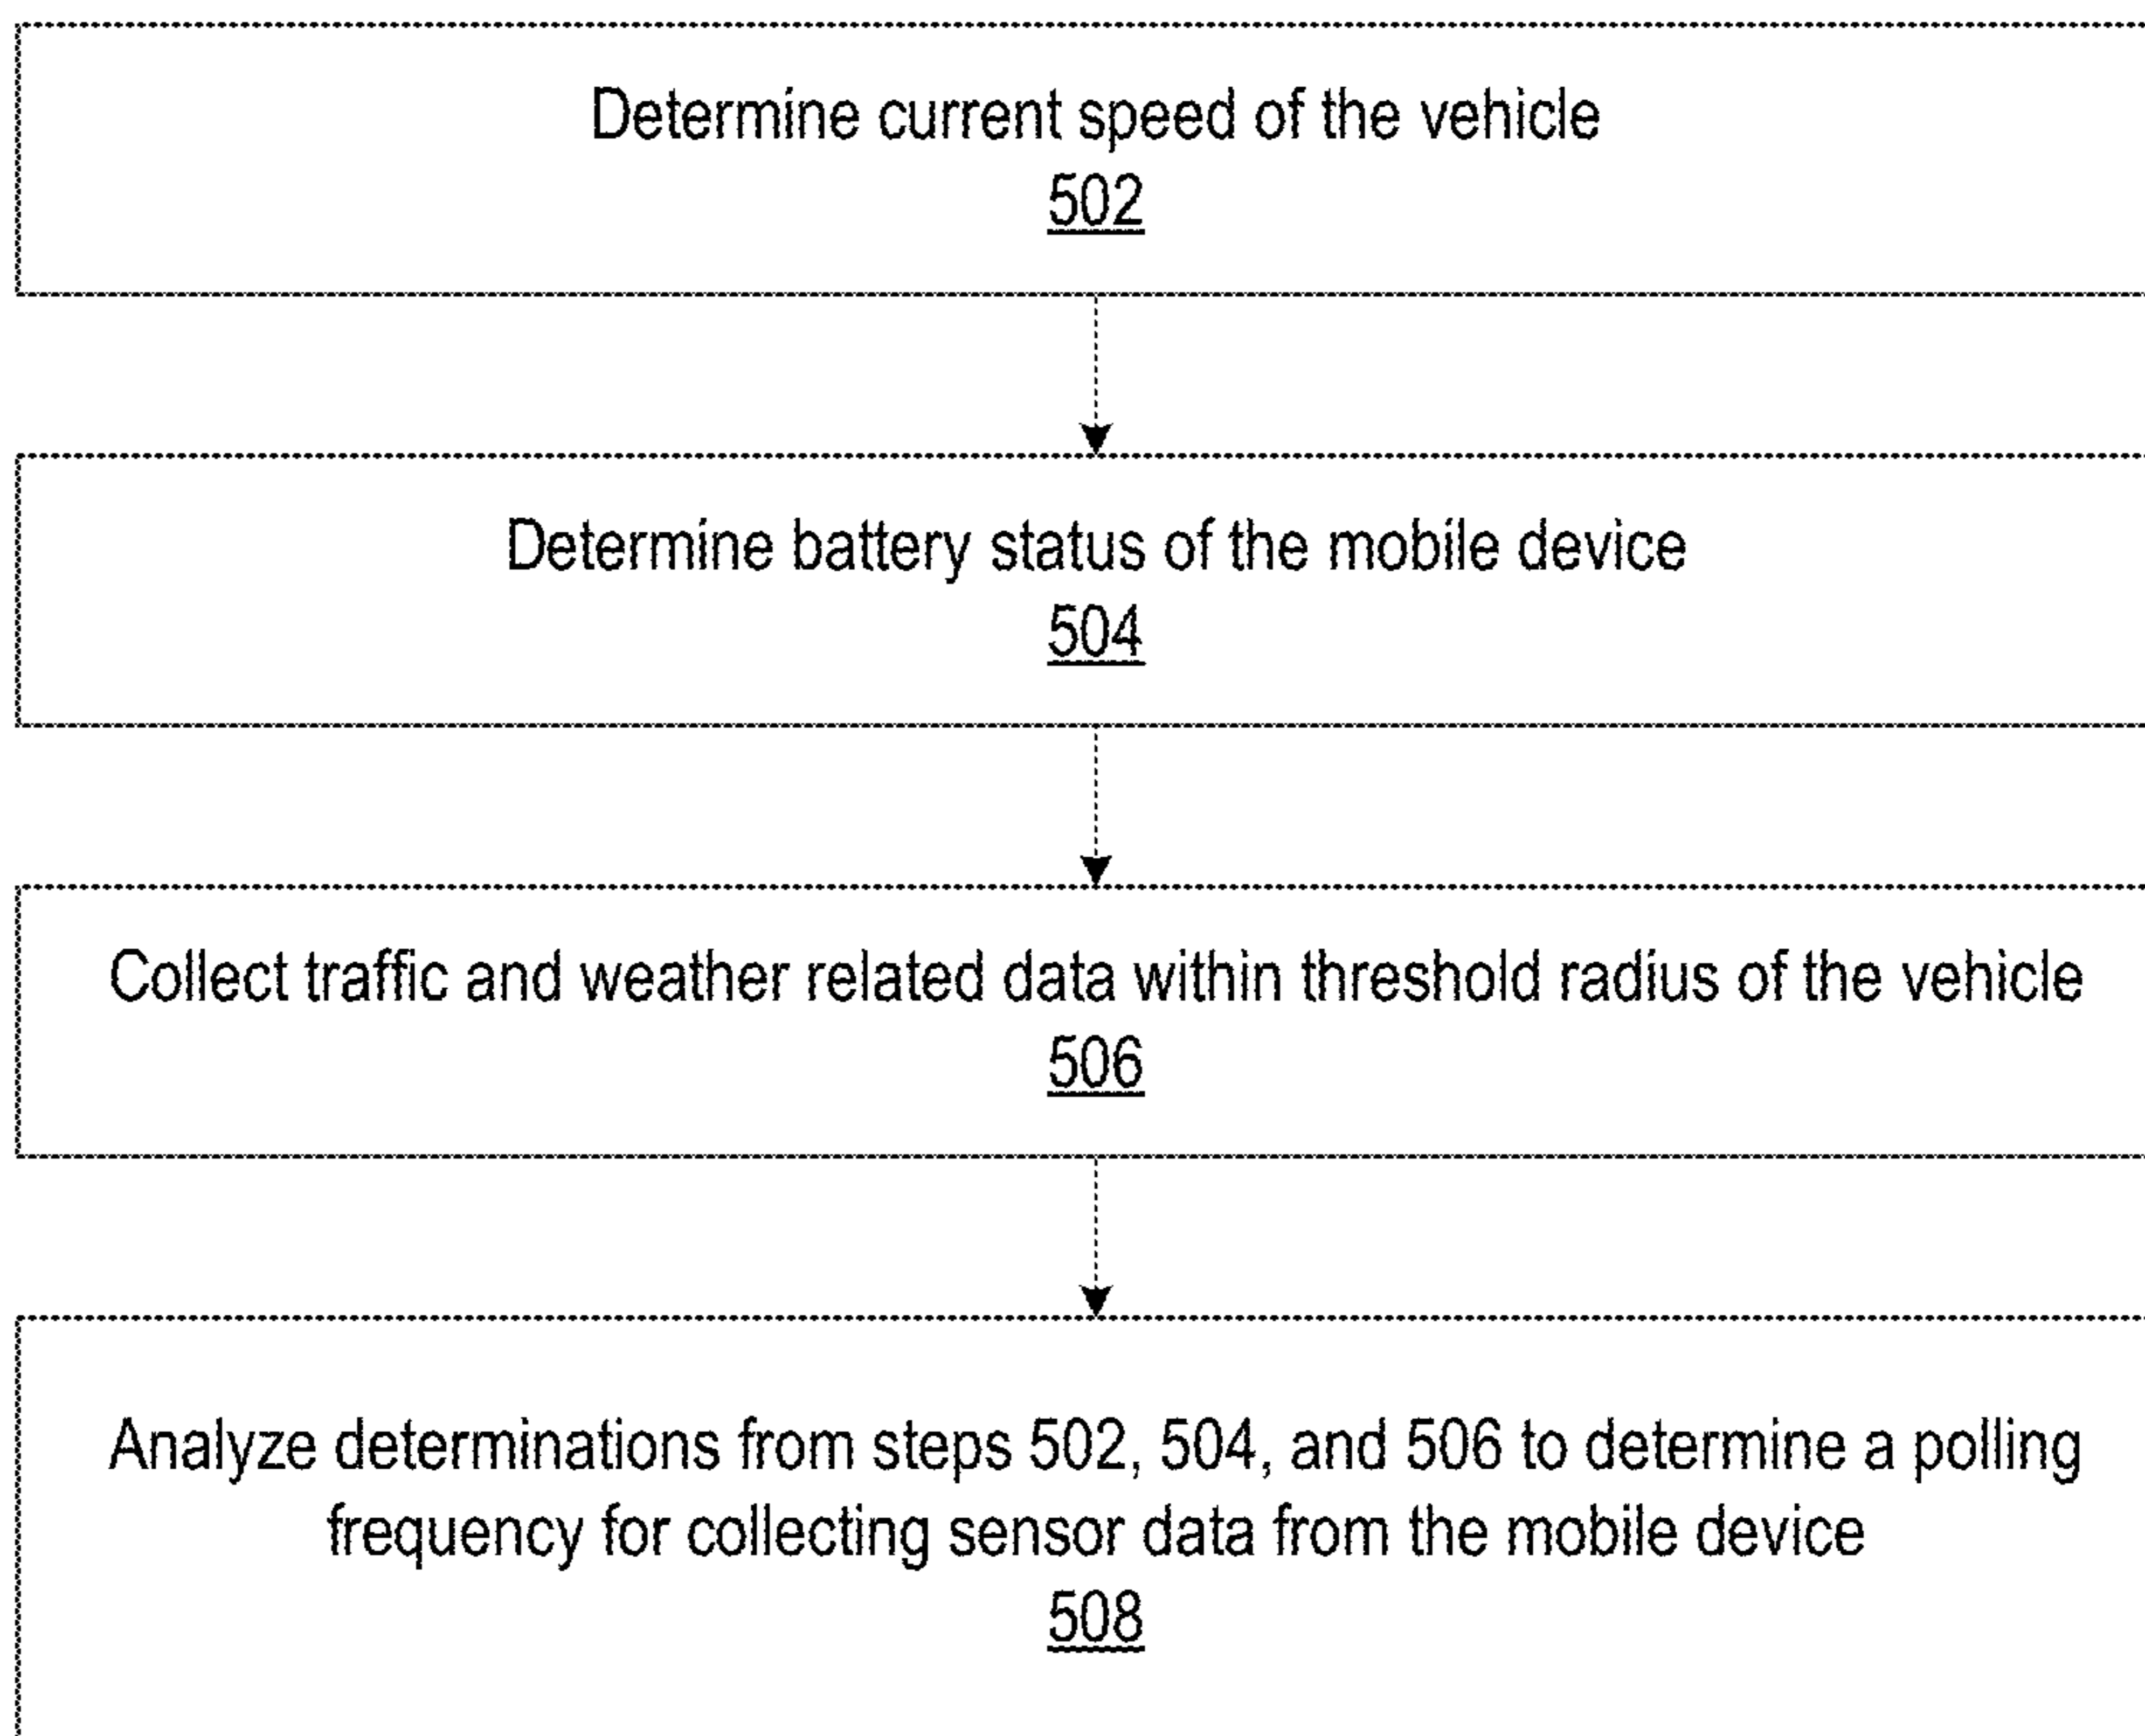 Determine current speed of the vehicle
502
Determine battery status of the mobile device
504
Collect traffic and weather related data within threshold radius of the vehicle
506
Analyze determinations from steps 502, 504, and 506 to determine a polling
frequency for collecting sensor data from the mobile device
508